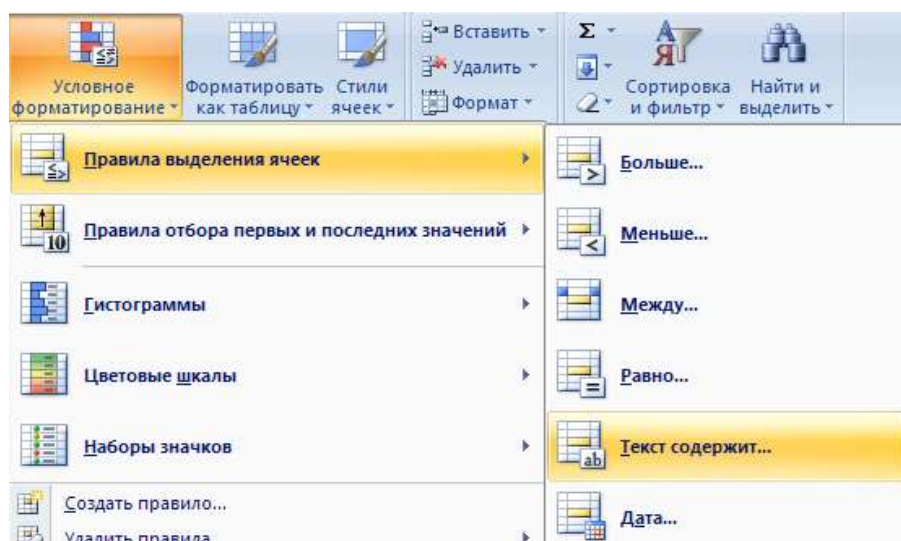 Условное форматирование
Форматировать как таблицу
Стили ячеек
Вставить
Удалить
Формат
Σ
Сортировка и фильтр
Найти и выделить
Правила выделения ячеек
Правила отбора первых и последних значений
10
Гистограммы
Цветовые шкалы
Наборы значков
Создать правило...
Удалить правила
Больше...
Меньше...
Между...
Равно...
ab
Текст содержит...
Дата...